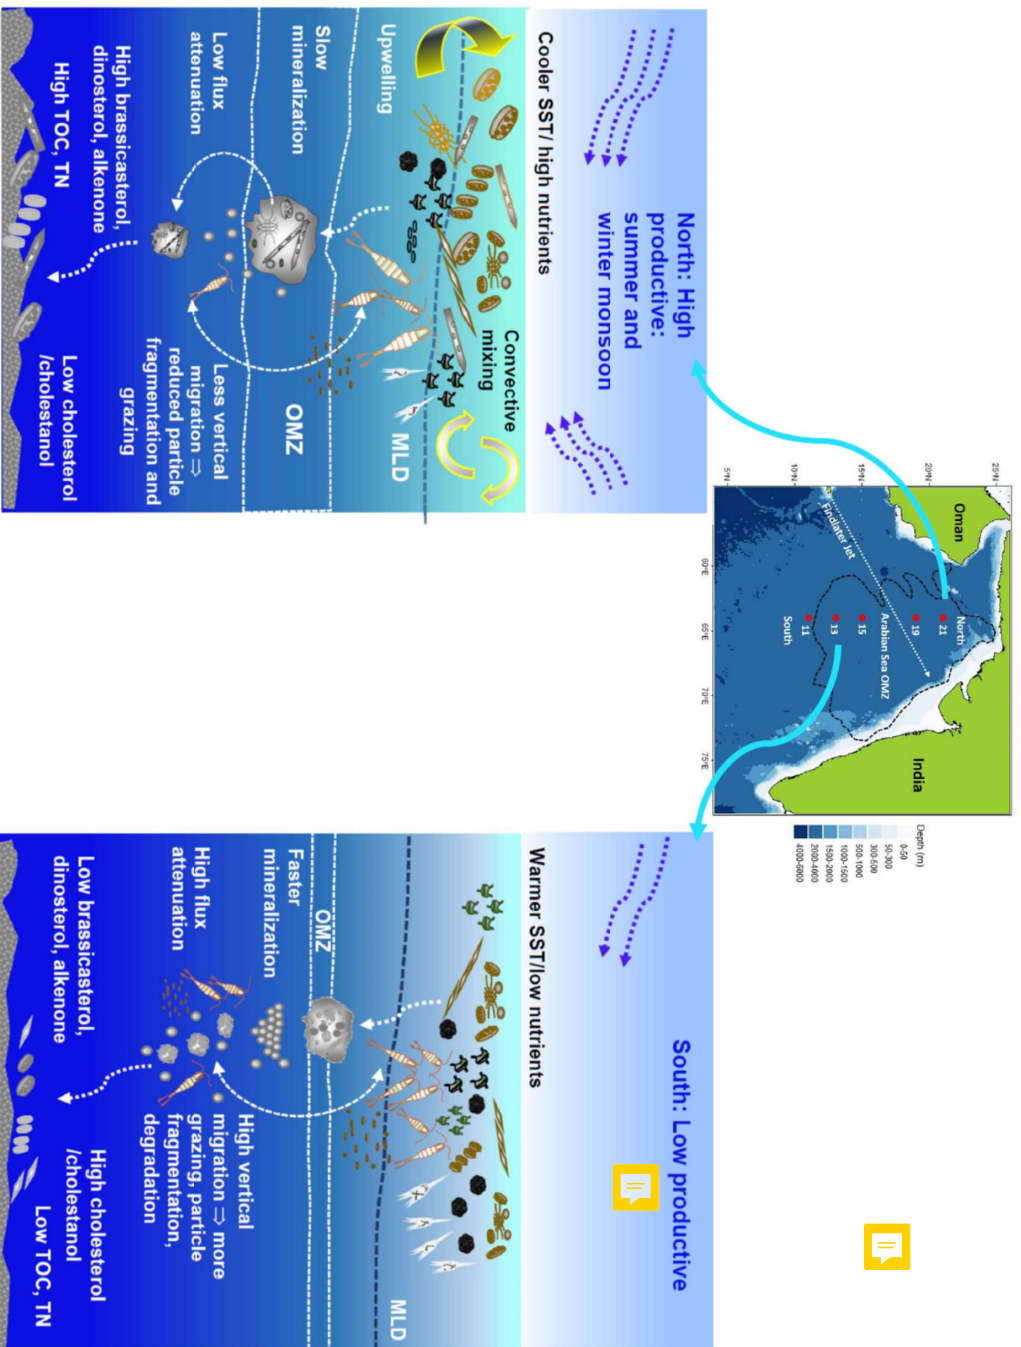 25°N
20°N
15°N
10°N
5°N
60°E
65°E
70°E
75°E
Oman
India
Findlater Jet
Arabian Sea OMZ
North
21
19
15
13
11
South
Depth (m)
0-50
50-300
300-500
500-1000
1000-1500
1500-2000
2000-4000
4000-6000
North: High
productive:
summer and
winter monsoon
Cooler SST/ high nutrients
Upwelling
Convective
mixing
MLD
Slow
mineralization
OMZ
Low flux
attenuation
Less vertical
migration ⇒
reduced particle
fragmentation and
grazing
High brassicasterol,
dinosterol, alkenone
High TOC, TN
Low cholesterol
/cholestanol
South: Low productive
Warmer SST/low nutrients
MLD
OMZ
Faster
mineralization
High flux
attenuation
High vertical
migration ⇒ more
grazing, particle
fragmentation,
degradation
Low brassicasterol,
dinosterol, alkenone
High cholesterol
/cholestanol
Low TOC, TN